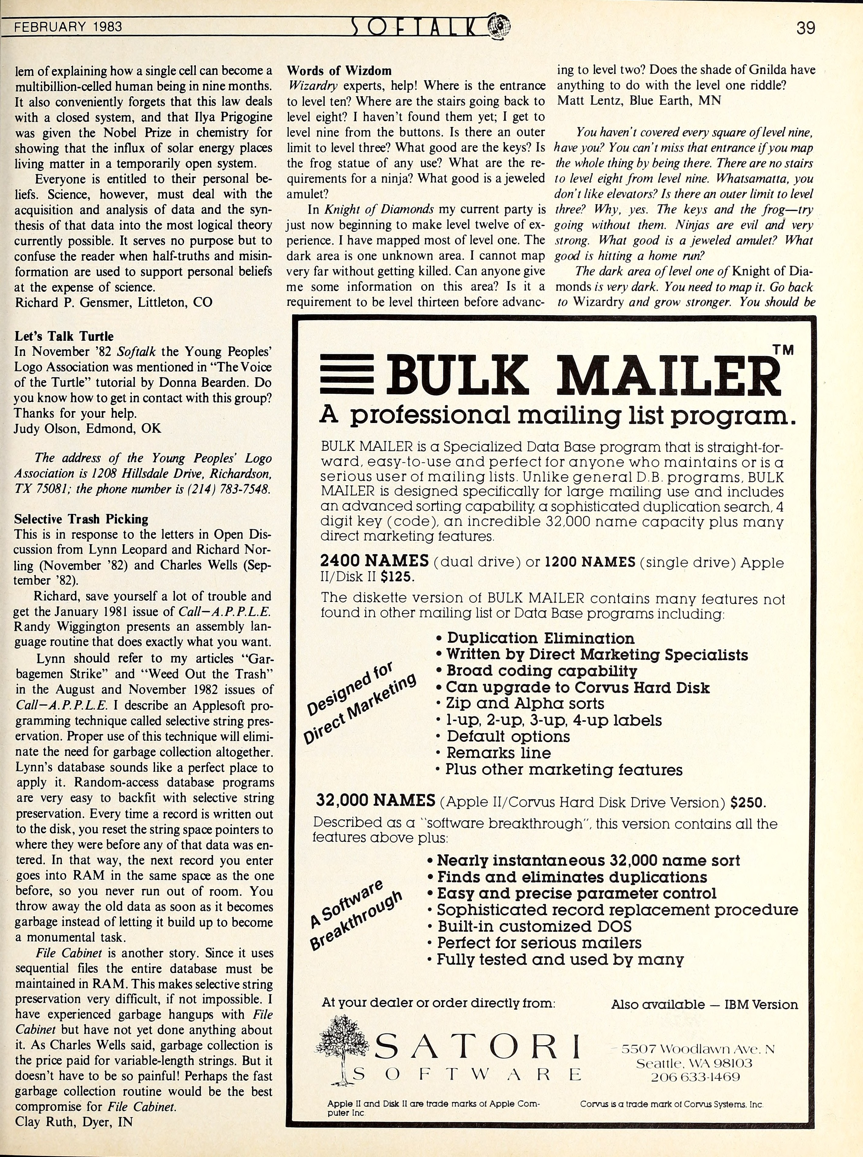 FEBRUARY 1983
SOFTALK
39
lem of explaining how a single cell can become a
multibillion-celled human being in nine months.
It also conveniently forgets that this law deals
with a closed system, and that Ilya Prigogine
was given the Nobel Prize in chemistry for
showing that the influx of solar energy places
living matter in a temporarily open system.
Everyone is entitled to their personal be-
liefs. Science, however, must deal with the
acquisition and analysis of data and the syn-
thesis of that data into the most logical theory
currently possible. It serves no purpose but to
confuse the reader when half-truths and misin-
formation are used to support personal beliefs
at the expense of science.
Richard P. Gensmer, Littleton, CO
Let's Talk Turtle
In November '82 Softalk the Young Peoples'
Logo Association was mentioned in "The Voice
of the Turtle" tutorial by Donna Bearden. Do
you know how to get in contact with this group?
Thanks for your help.
Judy Olson, Edmond, OK
The address of the Young Peoples' Logo
Association is 1208 Hillsdale Drive, Richardson,
TX 75081; the phone number is (214) 783-7548.
Selective Trash Picking
This is in response to the letters in Open Dis-
cussion from Lynn Leopard and Richard Nor-
ling (November '82) and Charles Wells (Sep-
tember '82).
Richard, save yourself a lot of trouble and
get the January 1981 issue of Call—A.P.P.L.E.
Randy Wiggington presents an assembly lan-
guage routine that does exactly what you want.
Lynn should refer to my articles "Gar-
bagemen Strike" and "Weed Out the Trash"
in the August and November 1982 issues of
Call—A.P.P.L.E. I describe an Applesoft pro-
gramming technique called selective string pres-
ervation. Proper use of this technique will elimi-
nate the need for garbage collection altogether.
Lynn's database sounds like a perfect place to
apply it. Random-access database programs
are very easy to backfit with selective string
preservation. Every time a record is written out
to the disk, you reset the string space pointers to
where they were before any of that data was en-
tered. In that way, the next record you enter
goes into RAM in the same space as the one
before, so you never run out of room. You
throw away the old data as soon as it becomes
garbage instead of letting it build up to become
a monumental task.
File Cabinet is another story. Since it uses
sequential files the entire database must be
maintained in RAM. This makes selective string
preservation very difficult, if not impossible. I
have experienced garbage hangups with File
Cabinet but have not yet done anything about
it. As Charles Wells said, garbage collection is
the price paid for variable-length strings. But it
doesn't have to be so painful! Perhaps the fast
garbage collection routine would be the best
compromise for File Cabinet.
Clay Ruth, Dyer, IN
Words of Wizdom
Wizardry experts, help! Where is the entrance
to level ten? Where are the stairs going back to
level eight? I haven't found them yet; I get to
level nine from the buttons. Is there an outer
limit to level three? What good are the keys? Is
the frog statue of any use? What are the re-
quirements for a ninja? What good is a jeweled
amulet?
In Knight of Diamonds my current party is
just now beginning to make level twelve of ex-
perience. I have mapped most of level one. The
dark area is one unknown area. I cannot map
very far without getting killed. Can anyone give
me some information on this area? Is it a
requirement to be level thirteen before advanc-
ing to level two? Does the shade of Gnilda have
anything to do with the level one riddle?
Matt Lentz, Blue Earth, MN
You haven't covered every square of level nine,
have you? You can't miss that entrance if you map
the whole thing by being there. There are no stairs
to level eight from level nine. Whatsamatta, you
don't like elevators? Is there an outer limit to level
three? Why, yes. The keys and the frog—try
going without them. Ninjas are evil and very
strong. What good is a jeweled amulet? What
good is hitting a home run?
The dark area of level one of Knight of Dia-
monds is very dark. You need to map it. Go back
to Wizardry and grow stronger. You should be
BULK MAILER™
A professional mailing list program.
BULK MAILER is a Specialized Data Base program that is straight-for-
ward, easy-to-use and perfect for anyone who maintains or is a
serious user of mailing lists. Unlike general D.B. programs, BULK
MAILER is designed specifically for large mailing use and includes
an advanced sorting capability, a sophisticated duplication search, 4
digit key (code), an incredible 32,000 name capacity plus many
direct marketing features.
2400 NAMES (dual drive) or 1200 NAMES (single drive) Apple
II/Disk II $125.
The diskette version of BULK MAILER contains many features not
found in other mailing list or Data Base programs including:
Designed for
Direct Marketing
• Duplication Elimination
• Written by Direct Marketing Specialists
• Broad coding capability
• Can upgrade to Corvus Hard Disk
• Zip and Alpha sorts
• 1-up, 2-up, 3-up, 4-up labels
• Default options
• Remarks line
• Plus other marketing features
32,000 NAMES (Apple II/Corvus Hard Disk Drive Version) $250.
Described as a "software breakthrough", this version contains all the
features above plus:
A Software
Breakthrough
• Nearly instantaneous 32,000 name sort
• Finds and eliminates duplications
• Easy and precise parameter control
• Sophisticated record replacement procedure
• Built-in customized DOS
• Perfect for serious mailers
• Fully tested and used by many
At your dealer or order directly from:
Also available — IBM Version
SATORI
SOFTWARE
5507 Woodlawn Ave. N
Seattle, WA 98103
206 633-1469
Apple II and Disk II are trade marks of Apple Com-
puter Inc.
Corvus is a trade mark of Corvus Systems, Inc.